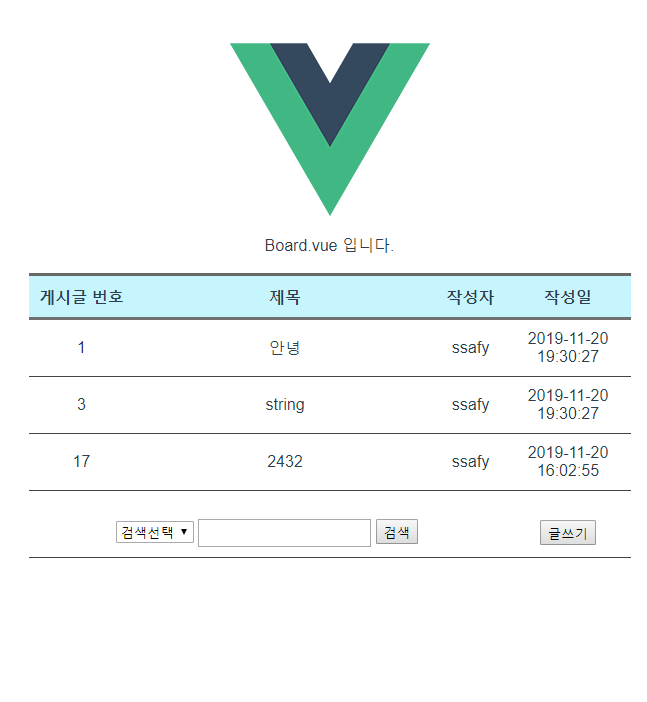 Board.vue 입니다.
게시글 번호 제목 작성자 작성일
1 안녕 ssafy 2019-11-20 19:30:27
3 string ssafy 2019-11-20 19:30:27
17 2432 ssafy 2019-11-20 16:02:55
검색선택 검색 글쓰기